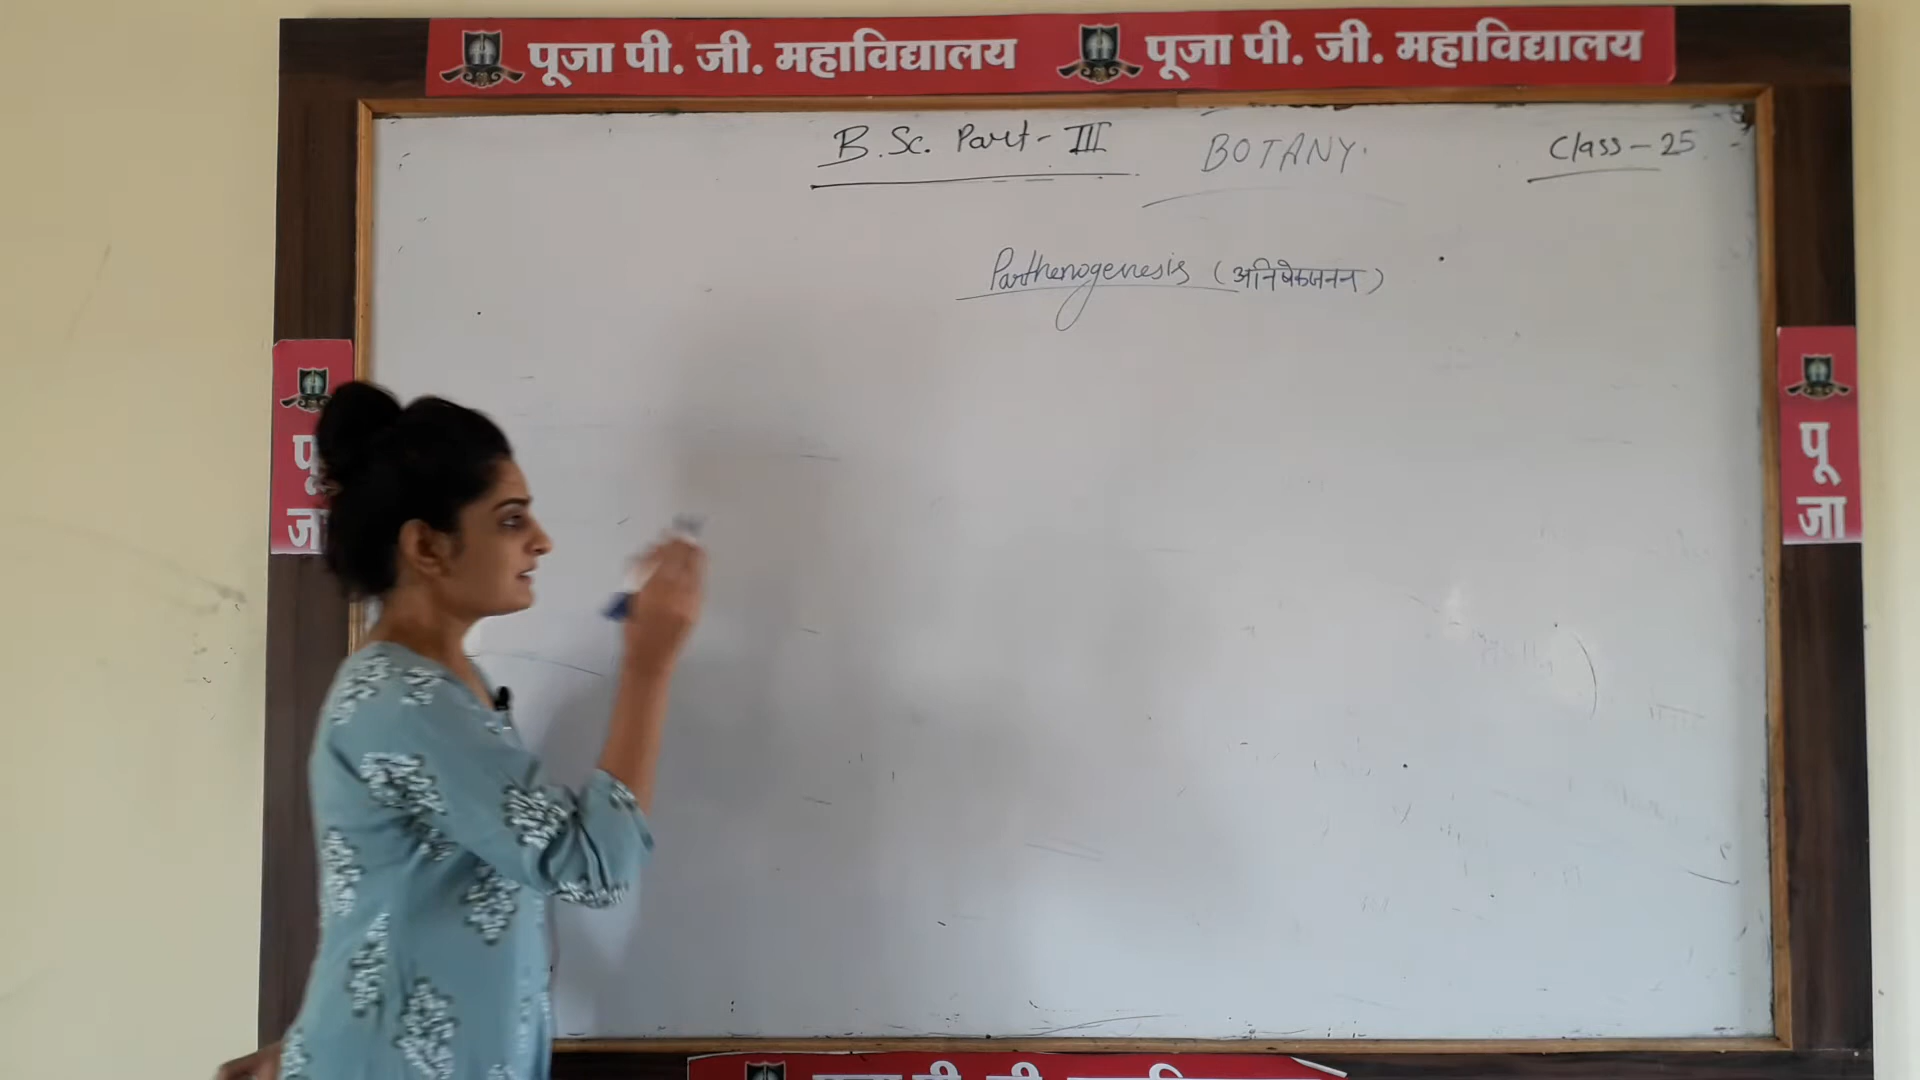 पूजा पी. जी. महाविद्यालय पूजा पी. जी. महाविद्यालय
B.Sc. Part-III BOTANY. Class-25
Parthenogenesis (अनिषेकजनन)
पू
जा